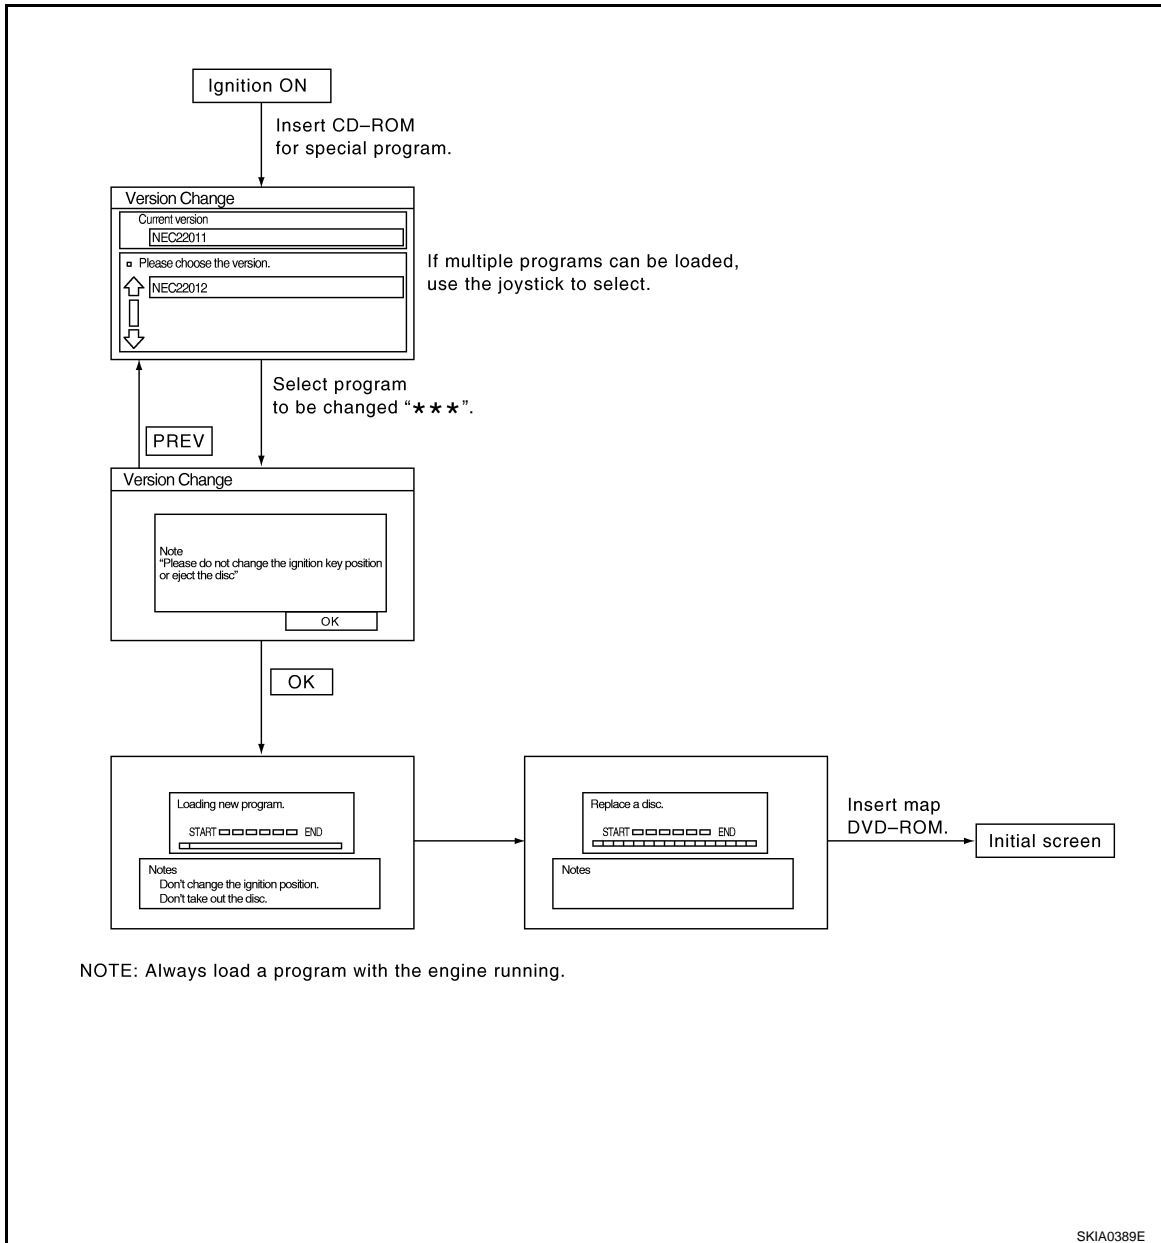 Ignition ON
Insert CD–ROM
for special program.
Version Change
Current version
NEC22011
Please choose the version.
NEC22012
If multiple programs can be loaded,
use the joystick to select.
Select program
to be changed “***”.
PREV
Version Change
Note
“Please do not change the ignition key position
or eject the disc”
OK
OK
Loading new program.
START END
Notes
Don't change the ignition position.
Don't take out the disc.
Replace a disc.
START END
Notes
Insert map
DVD–ROM.
Initial screen
NOTE: Always load a program with the engine running.
SKIA0389E